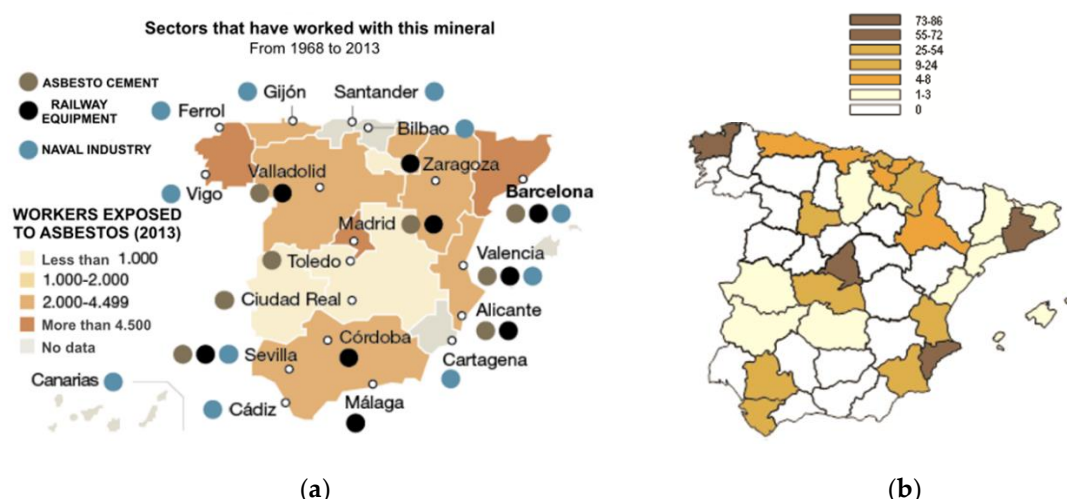 Sectors that have worked with this mineral
From 1968 to 2013
ASBESTO CEMENT
RAILWAY
EQUIPMENT
NAVAL INDUSTRY
Gijón
Santander
Ferrol
Bilbao
Vigo
Valladolid
Zaragoza
Barcelona
Madrid
Valencia
Toledo
Ciudad Real
Alicante
Córdoba
Sevilla
Cartagena
Canarias
Cádiz
Málaga
WORKERS EXPOSED
TO ASBESTOS (2013)
Less than 1.000
1.000-2.000
2.000-4.499
More than 4.500
No data
(a)
73-86
55-72
25-54
9-24
4-8
1-3
0
(b)